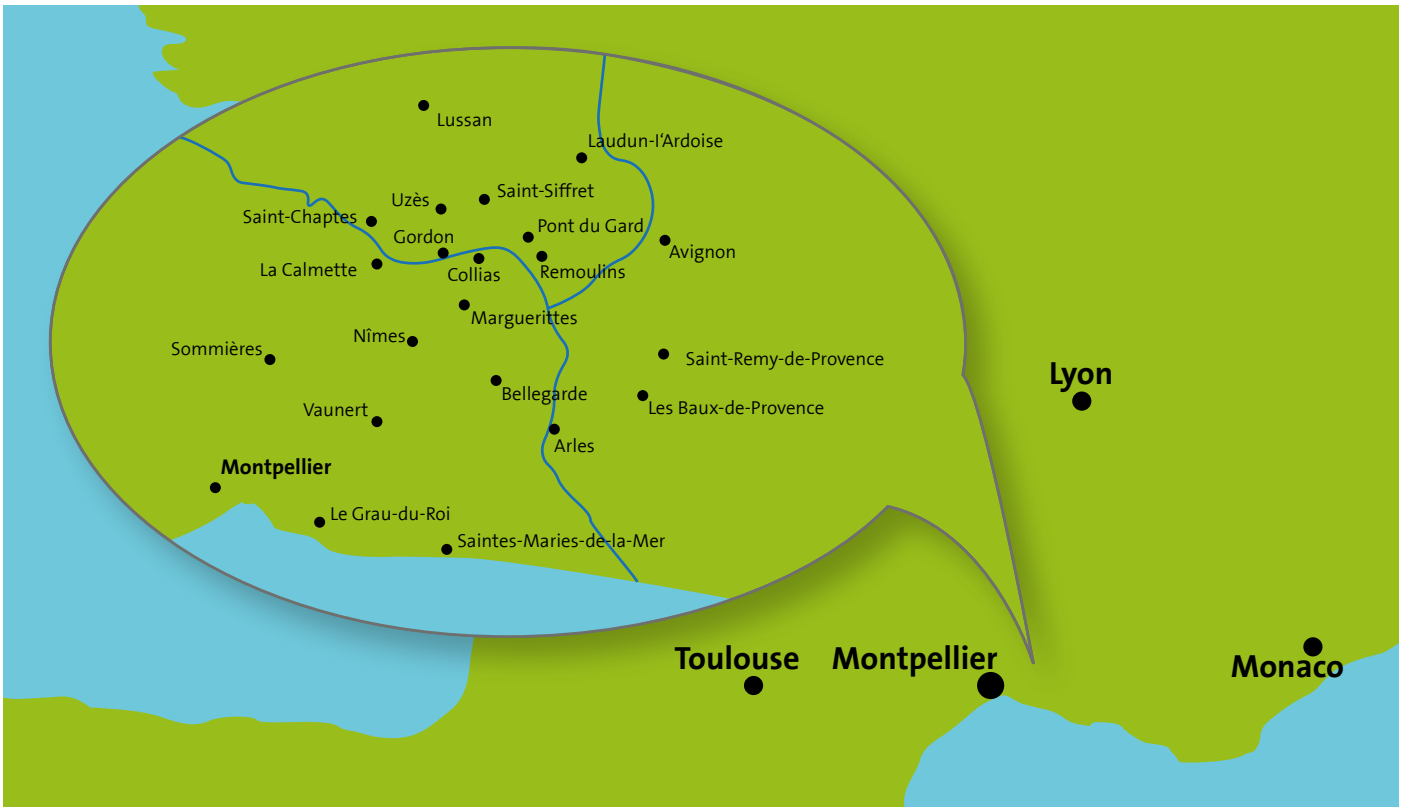 Lussan
Laudun-l‘Ardoise
Saint-Siffret
Uzès
Saint-Chaptes
Pont du Gard
Gordon
Avignon
La Calmette
Collias
Remoulins
Marguerittes
Nîmes
Sommières
Saint-Remy-de-Provence
Lyon
Bellegarde
Les Baux-de-Provence
Vaunert
Arles
Montpellier
Le Grau-du-Roi
Saintes-Maries-de-la-Mer
Toulouse
Montpellier
Monaco